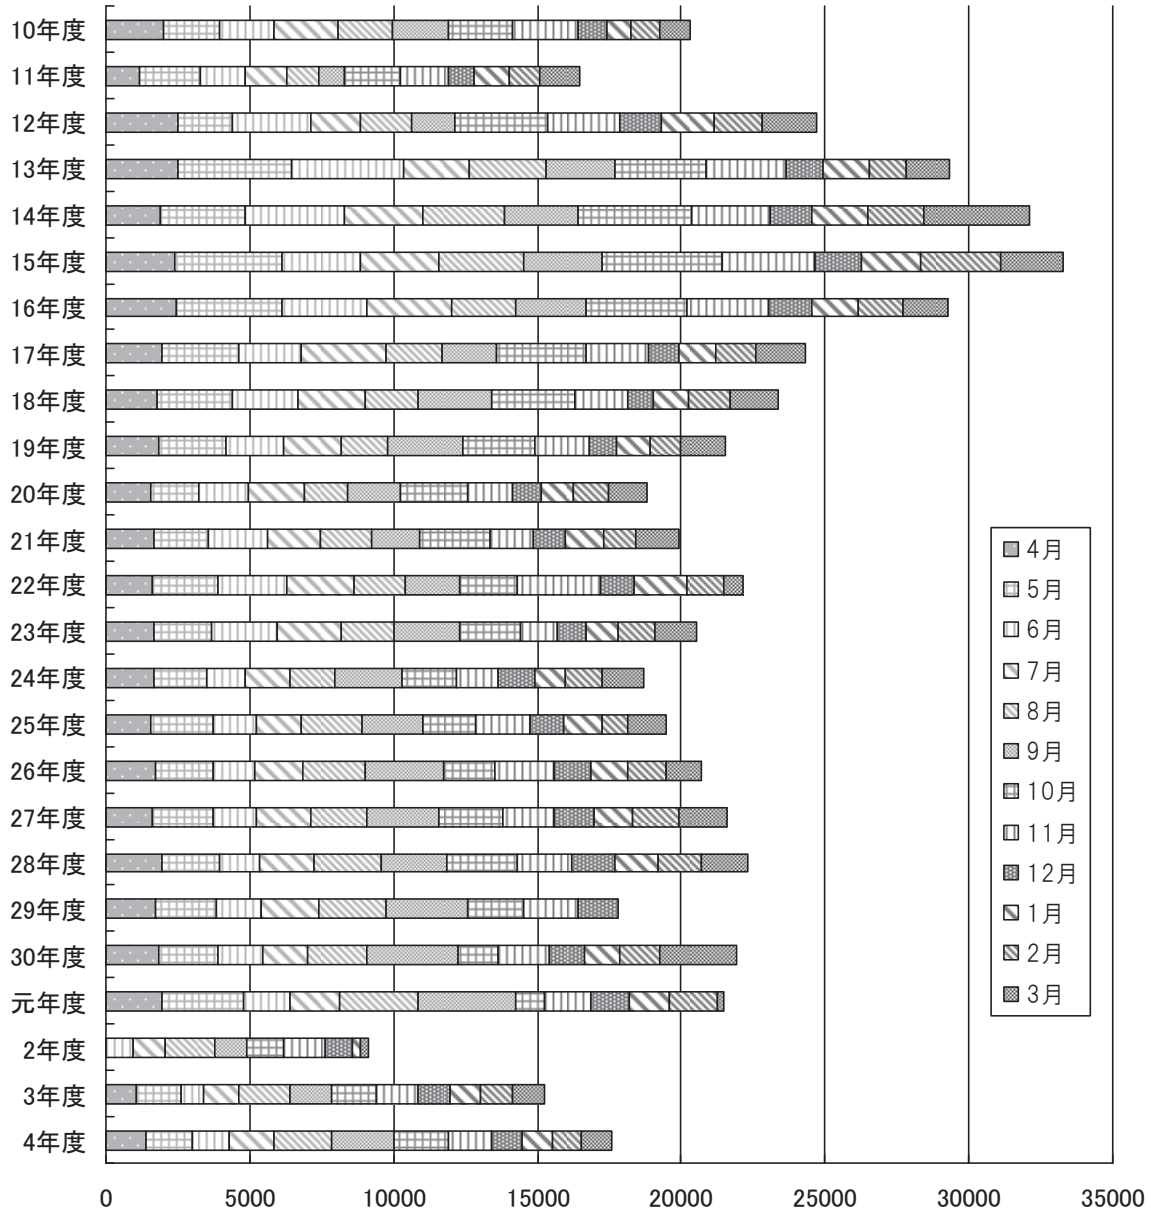 10年度
11年度
12年度
13年度
14年度
15年度
16年度
17年度
18年度
19年度
20年度
21年度
22年度
23年度
24年度
25年度
26年度
27年度
28年度
29年度
30年度
元年度
2年度
3年度
4年度
4月
5月
6月
7月
8月
9月
10月
11月
12月
1月
2月
3月
0 5000 10000 15000 20000 25000 30000 35000